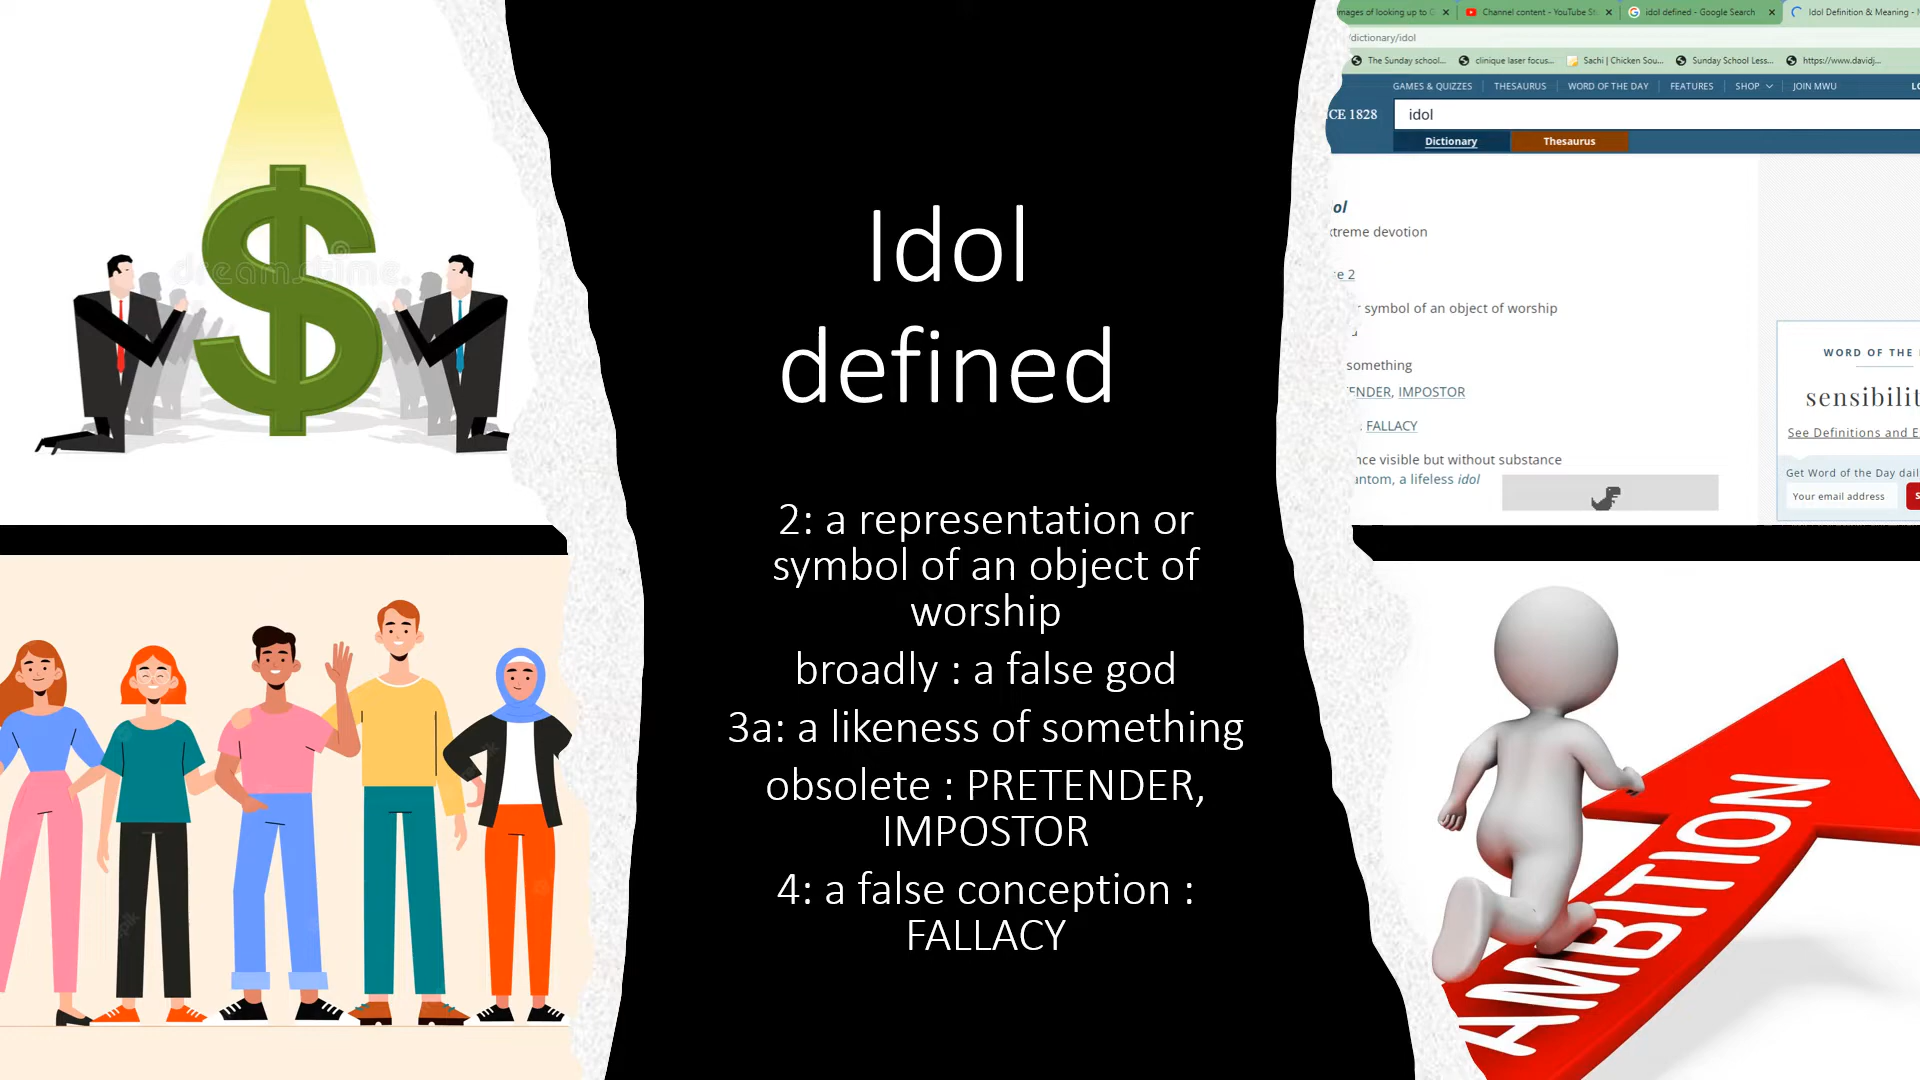 Idol
defined
2: a representation or
symbol of an object of
worship
broadly : a false god
3a: a likeness of something
obsolete : PRETENDER,
IMPOSTOR
4: a false conception :
FALLACY
dreamstime.
mages of looking up to G
Channel content - YouTube St
idol defined - Google Search
Idol Definition & Meaning -
/dictionary/idol
The Sunday school...
clinique laser focus...
Sachi | Chicken Sou...
Sunday School Less...
https://www.davidj...
GAMES & QUIZZES
THESAURUS
WORD OF THE DAY
FEATURES
SHOP
JOIN MWU
LO
CE 1828
idol
Dictionary
Thesaurus
ol
xtreme devotion
e 2
r symbol of an object of worship
something
TENDER, IMPOSTOR
: FALLACY
nce visible but without substance
antom, a lifeless idol
WORD OF THE
sensibilit
See Definitions and E
Get Word of the Day dail
Your email address
S
AMBITION